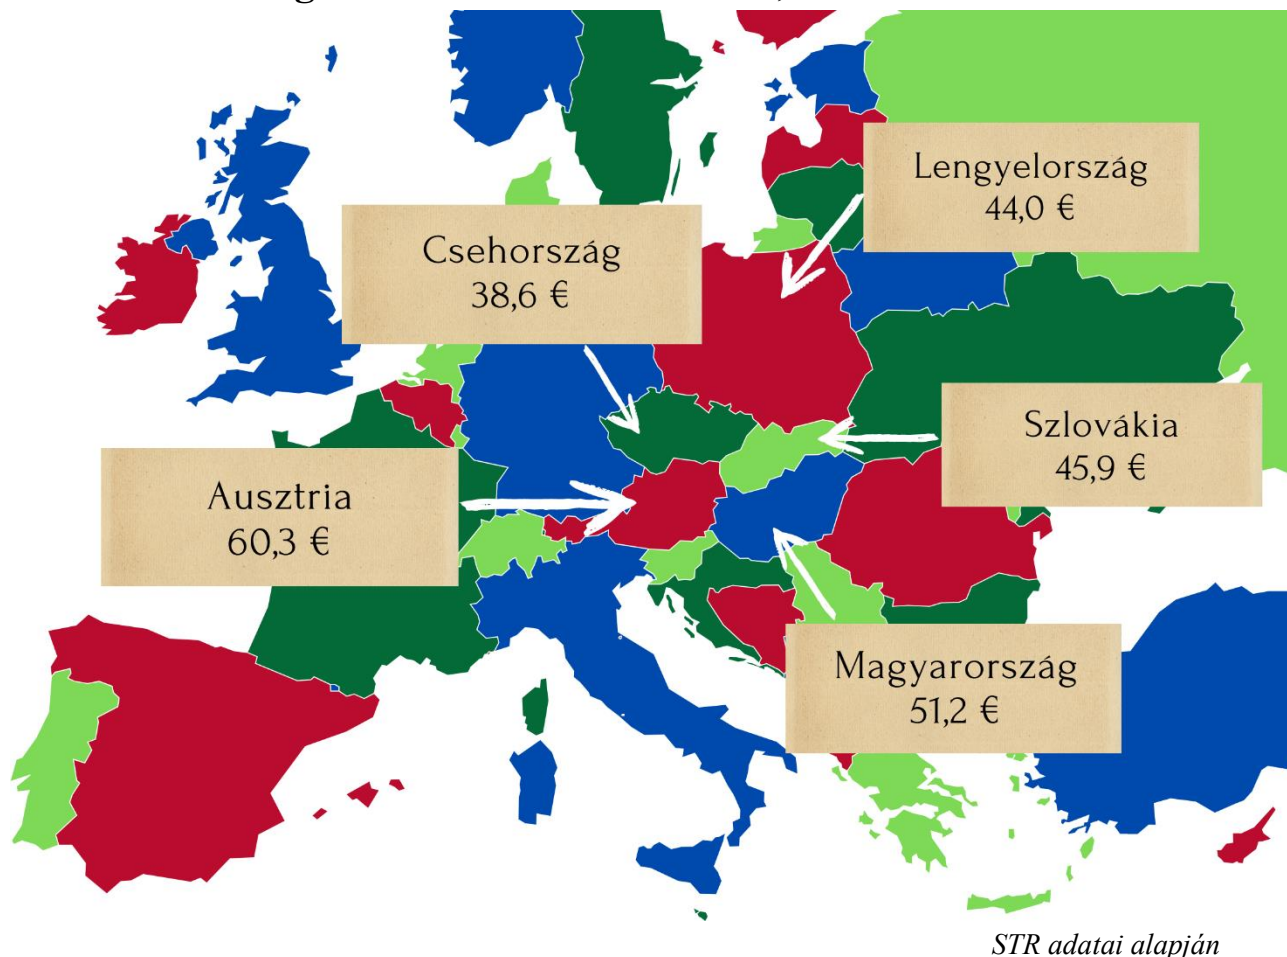 Lengyelország
44,0 €
Csehország
38,6 €
Szlovákia
45,9 €
Ausztria
60,3 €
Magyarország
51,2 €
STR adatai alapján